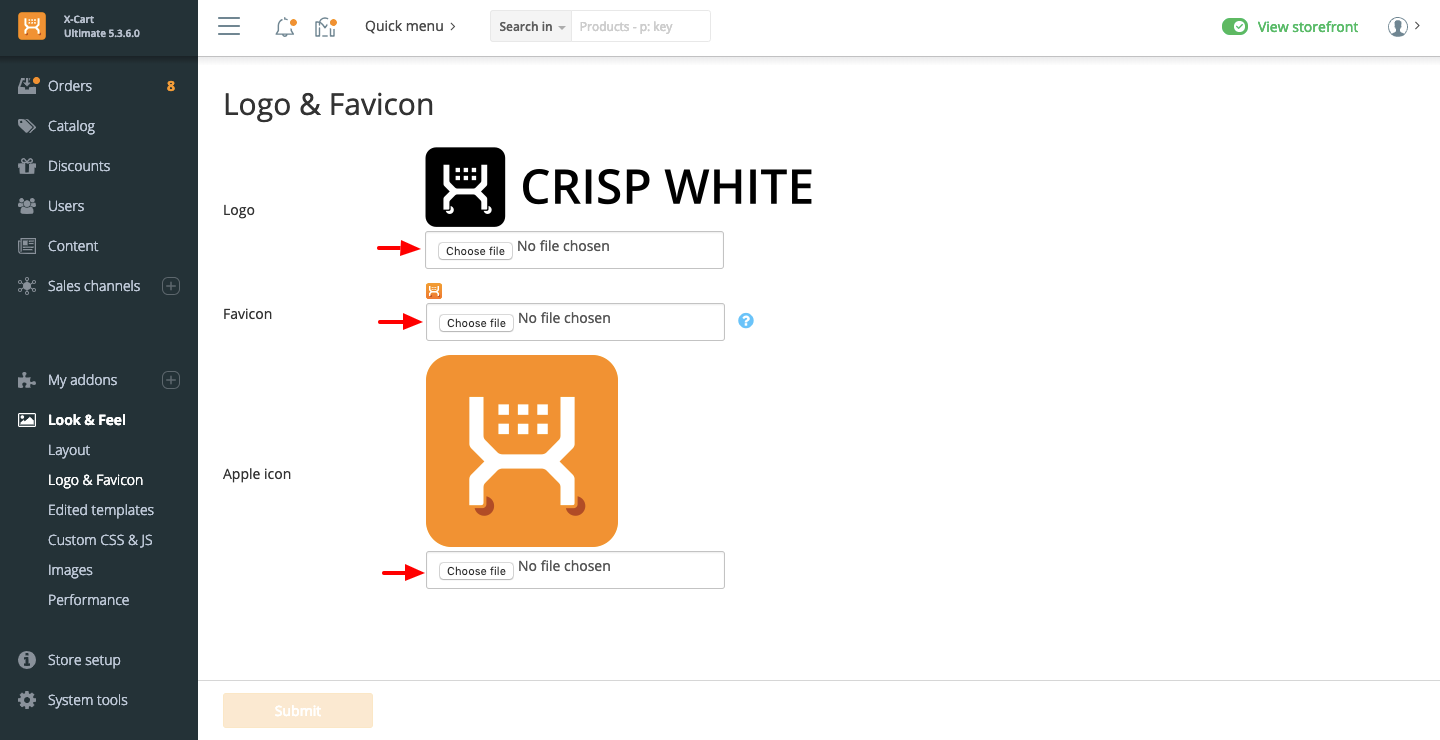 X-Cart
Ultimate 5.3.6.0
Quick menu
Search in
Products - p: key
View storefront
Orders 8
Catalog
Discounts
Users
Content
Sales channels
My addons
Look & Feel
Layout
Logo & Favicon
Edited templates
Custom CSS & JS
Images
Performance
Store setup
System tools
Logo & Favicon
Logo
CRISP WHITE
Choose file No file chosen
Favicon
Choose file No file chosen
?
Apple icon
Choose file No file chosen
Submit